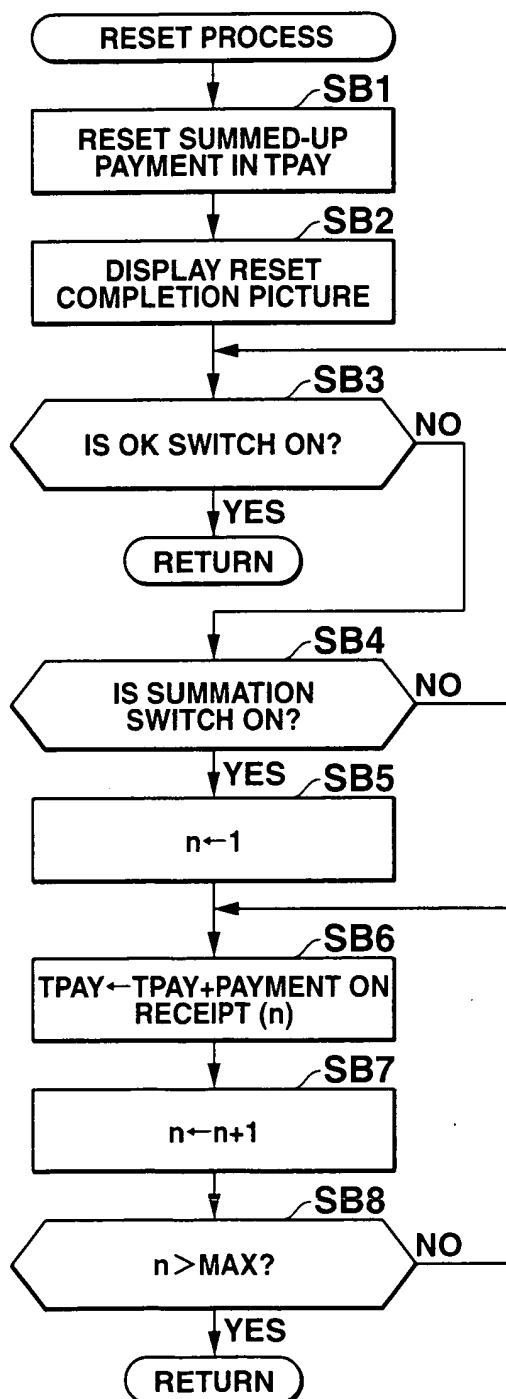 RESET PROCESS
SB1
RESET SUMMED-UP
PAYMENT IN TPAY
SB2
DISPLAY RESET
COMPLETION PICTURE
SB3
IS OK SWITCH ON?
NO
YES
RETURN
SB4
IS SUMMATION
SWITCH ON?
NO
YES
SB5
n←1
SB6
TPAY←TPAY+PAYMENT ON
RECEIPT (n)
SB7
n←n+1
SB8
n>MAX?
NO
YES
RETURN